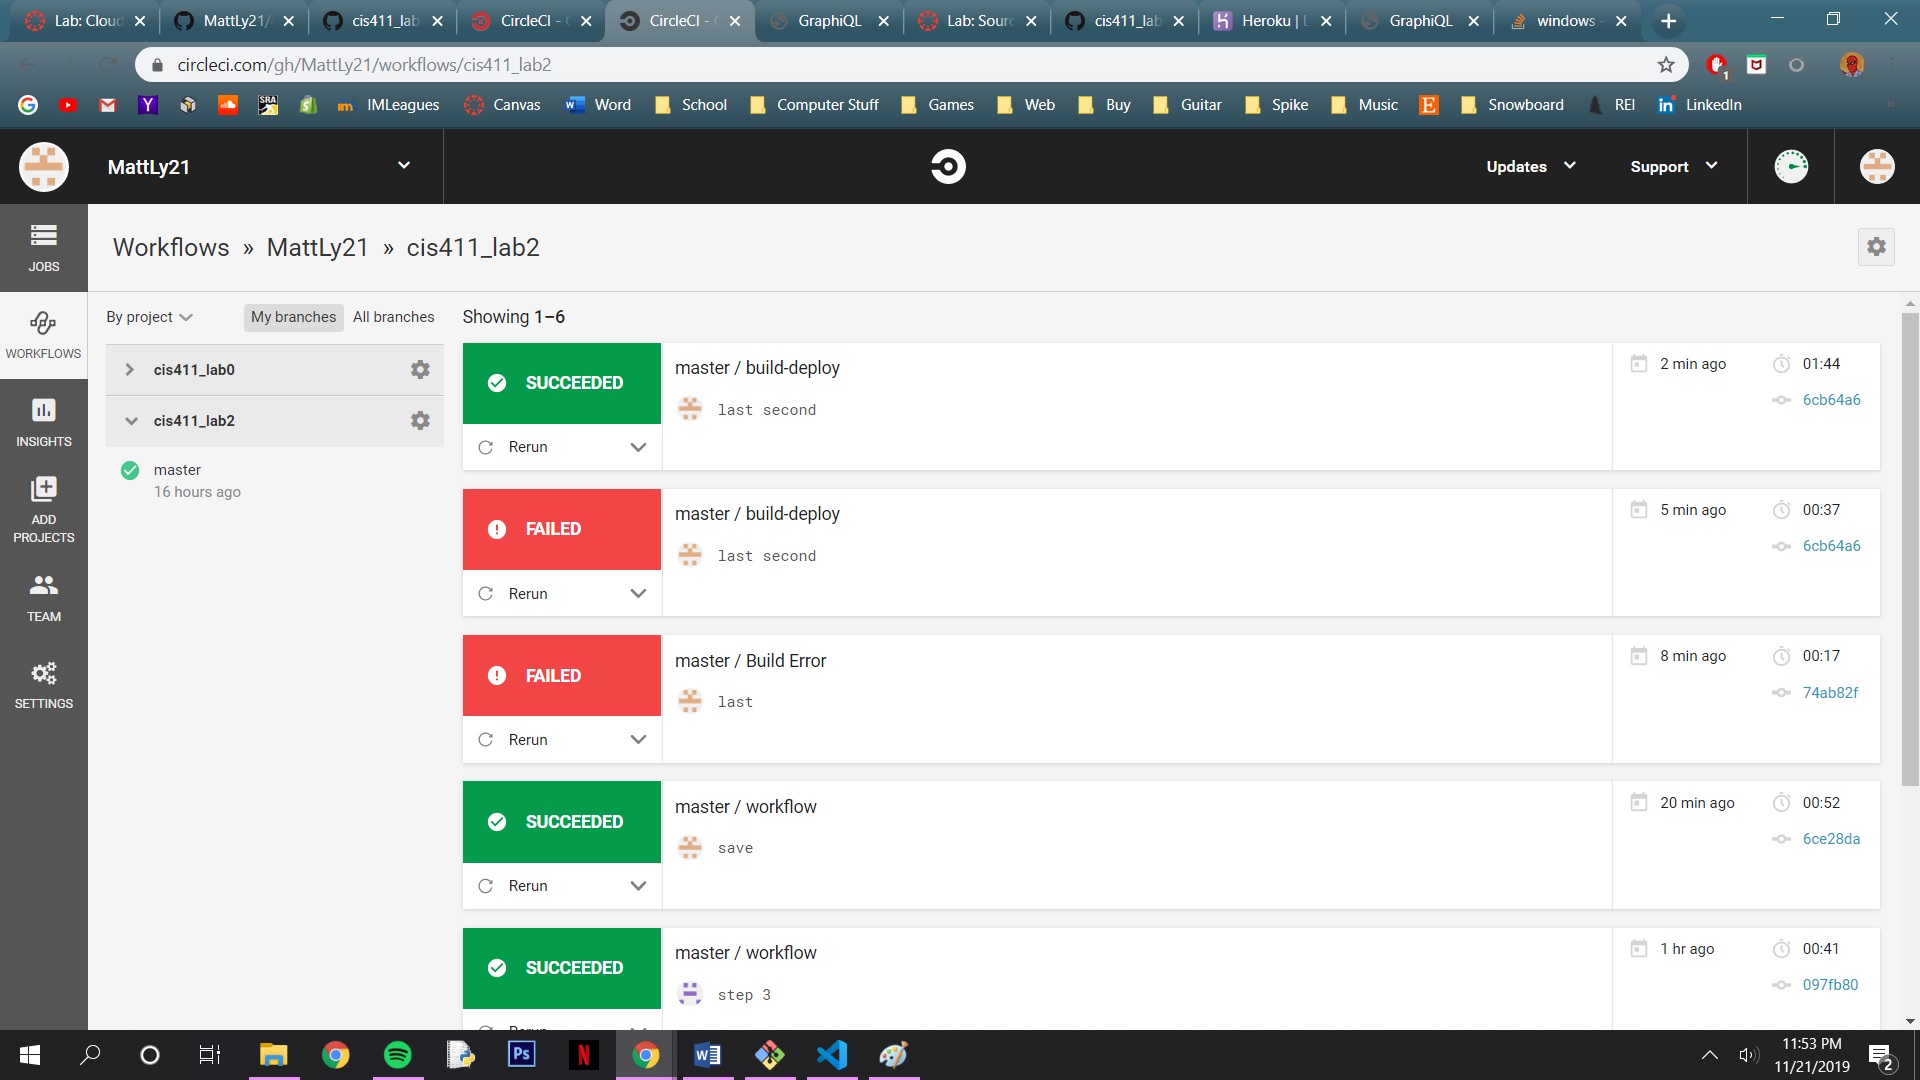 Lab: Cloud
MattLy21/
cis411_lab
CircleCI -
CircleCI -
GraphiQL
Lab: Sour
cis411_lab
Heroku |
GraphiQL
windows -
circleci.com/gh/MattLy21/workflows/cis411_lab2
1
IMLeagues
Canvas
Word
School
Computer Stuff
Games
Web
Buy
Guitar
Spike
Music
Snowboard
REI
LinkedIn
MattLy21
Updates
Support
JOBS
WORKFLOWS
INSIGHTS
ADD
PROJECTS
TEAM
SETTINGS
Workflows » MattLy21 » cis411_lab2
By project
My branches
All branches
cis411_lab0
cis411_lab2
master
16 hours ago
Showing 1–6
SUCCEEDED
Rerun
master / build-deploy
last second
2 min ago
01:44
6cb64a6
FAILED
Rerun
master / build-deploy
last second
5 min ago
00:37
6cb64a6
FAILED
Rerun
master / Build Error
last
8 min ago
00:17
74ab82f
SUCCEEDED
Rerun
master / workflow
save
20 min ago
00:52
6ce28da
SUCCEEDED
Rerun
master / workflow
step 3
1 hr ago
00:41
097fb80
Ps
N
11:53 PM
11/21/2019
2